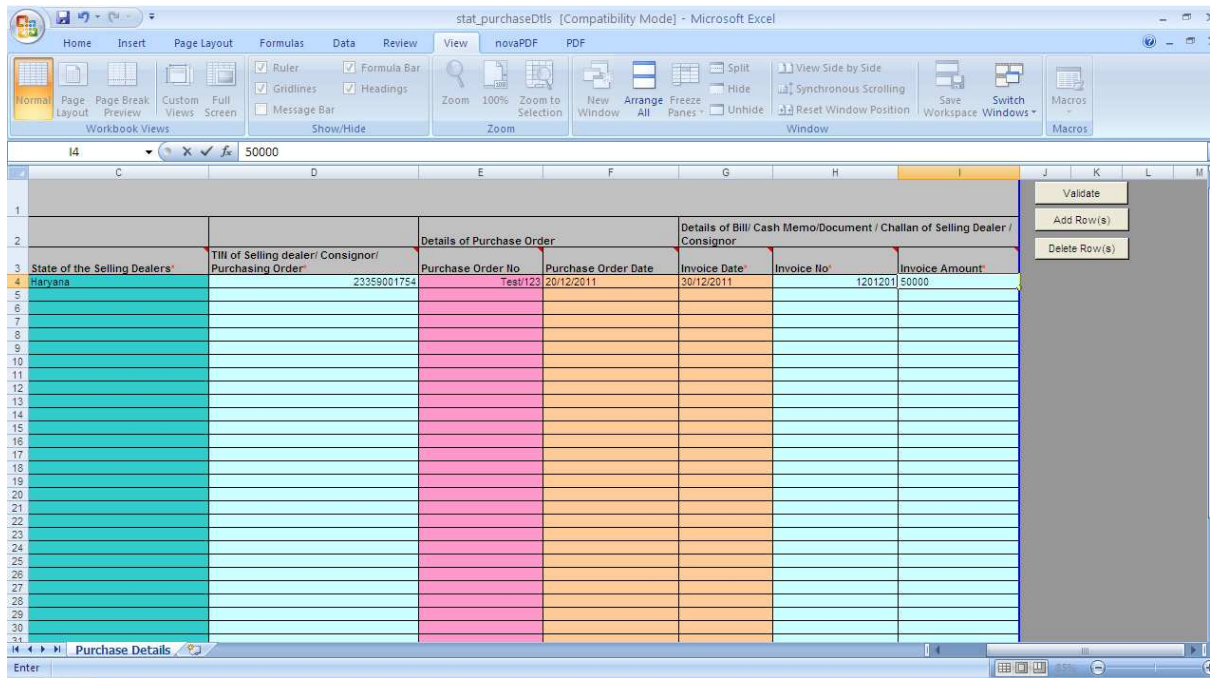 stat_purchaseDtls [Compatibility Mode] - Microsoft Excel
Home Insert Page Layout Formulas Data Review View novaPDF PDF
Normal Page Layout Page Break Preview Custom Views Full Screen
Workbook Views
Ruler Formula Bar
Gridlines Headings
Message Bar
Show/Hide
Zoom 100% Zoom to Selection
Zoom
New Window Arrange All Freeze Panes Split
Hide
Unhide
View Side by Side
Synchronous Scrolling
Reset Window Position
Save Workspace Switch Windows
Window
Macros
Macros
I4 fx 50000
C D E F G H I J K L M
Validate
1
Add Row(s)
2 Details of Purchase Order Details of Bill/ Cash Memo/Document / Challan of Selling Dealer / Consignor
Delete Row(s)
3 State of the Selling Dealers* TIN of Selling dealer/ Consignor/ Purchasing Order* Purchase Order No Purchase Order Date Invoice Date* Invoice No* Invoice Amount*
4 Haryana 23359001754 Test/123 20/12/2011 30/12/2011 1201201 50000
5
6
7
8
9
10
11
12
13
14
15
16
17
18
19
20
21
22
23
24
25
26
27
28
29
30
31
Purchase Details
Enter 85%